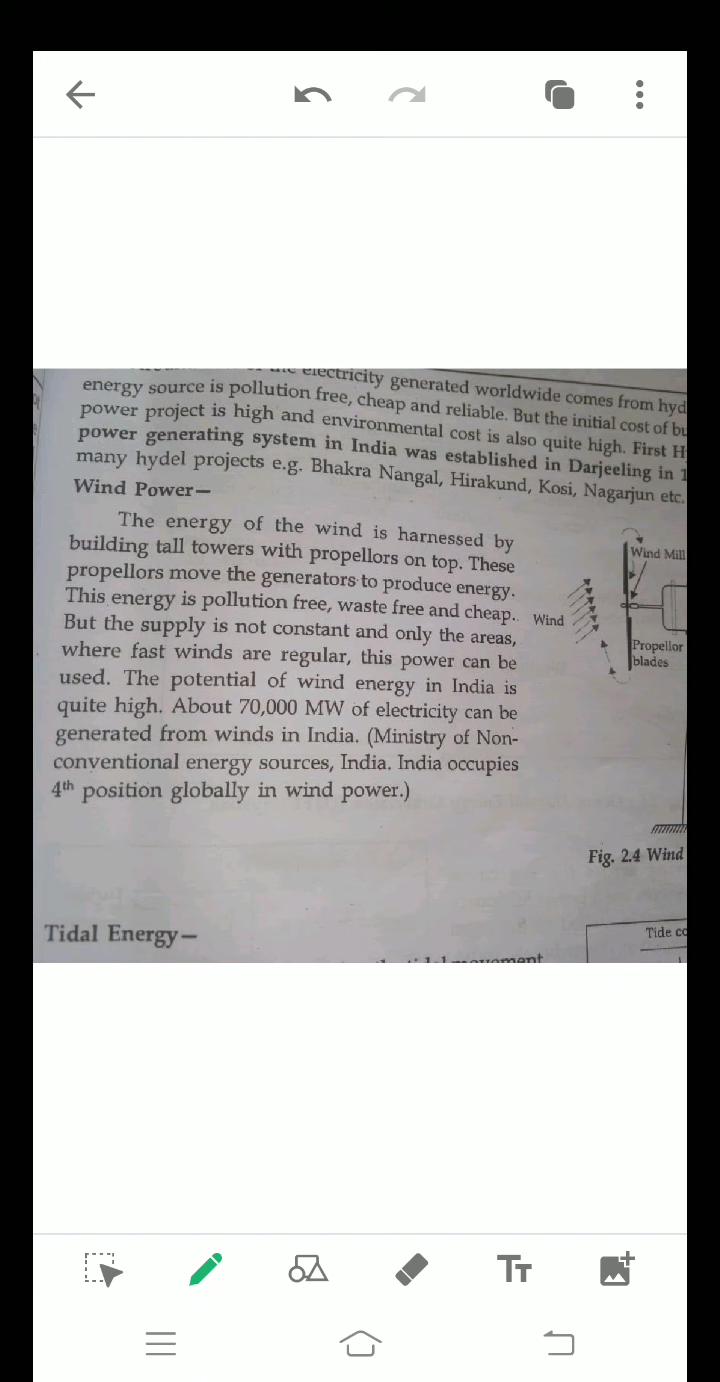 electricity generated worldwide comes from hyd
energy source is pollution free, cheap and reliable. But the initial cost of bu
power project is high and environmental cost is also quite high. First H
power generating system in India was established in Darjeeling in 1
many hydel projects e.g. Bhakra Nangal, Hirakund, Kosi, Nagarjun etc.
Wind Power—
The energy of the wind is harnessed by
building tall towers with propellors on top. These
propellors move the generators to produce energy.
This energy is pollution free, waste free and cheap.
But the supply is not constant and only the areas,
where fast winds are regular, this power can be
used. The potential of wind energy in India is
quite high. About 70,000 MW of electricity can be
generated from winds in India. (Ministry of Non-
conventional energy sources, India. India occupies
4th position globally in wind power.)
Wind Mill
Wind
Propellor
blades
Fig. 2.4 Wind
Tidal Energy—
Tide co
movement
TT